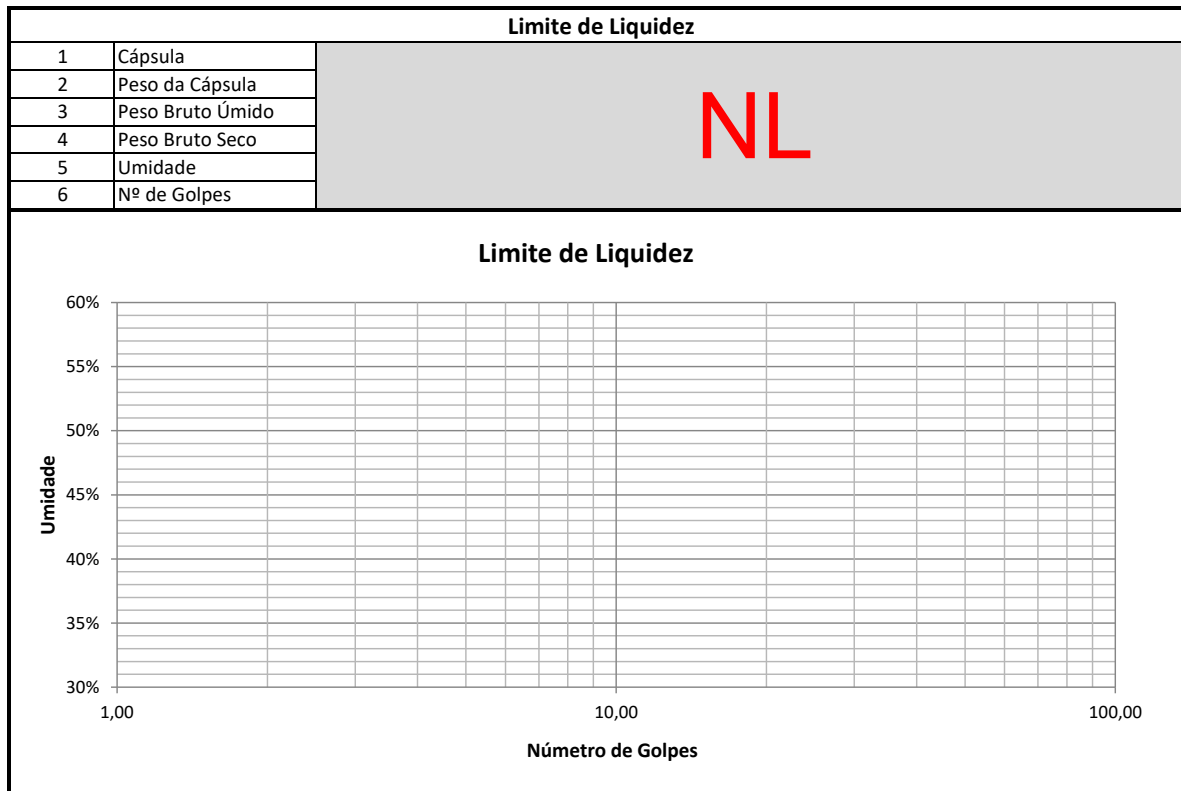 Limite de Liquidez
1 Cápsula
2 Peso da Cápsula
3 Peso Bruto Úmido
4 Peso Bruto Seco
5 Umidade
6 Nº de Golpes
NL
Limite de Liquidez
60%
55%
50%
45%
40%
35%
30%
Umidade
1,00 10,00 100,00
Númetro de Golpes